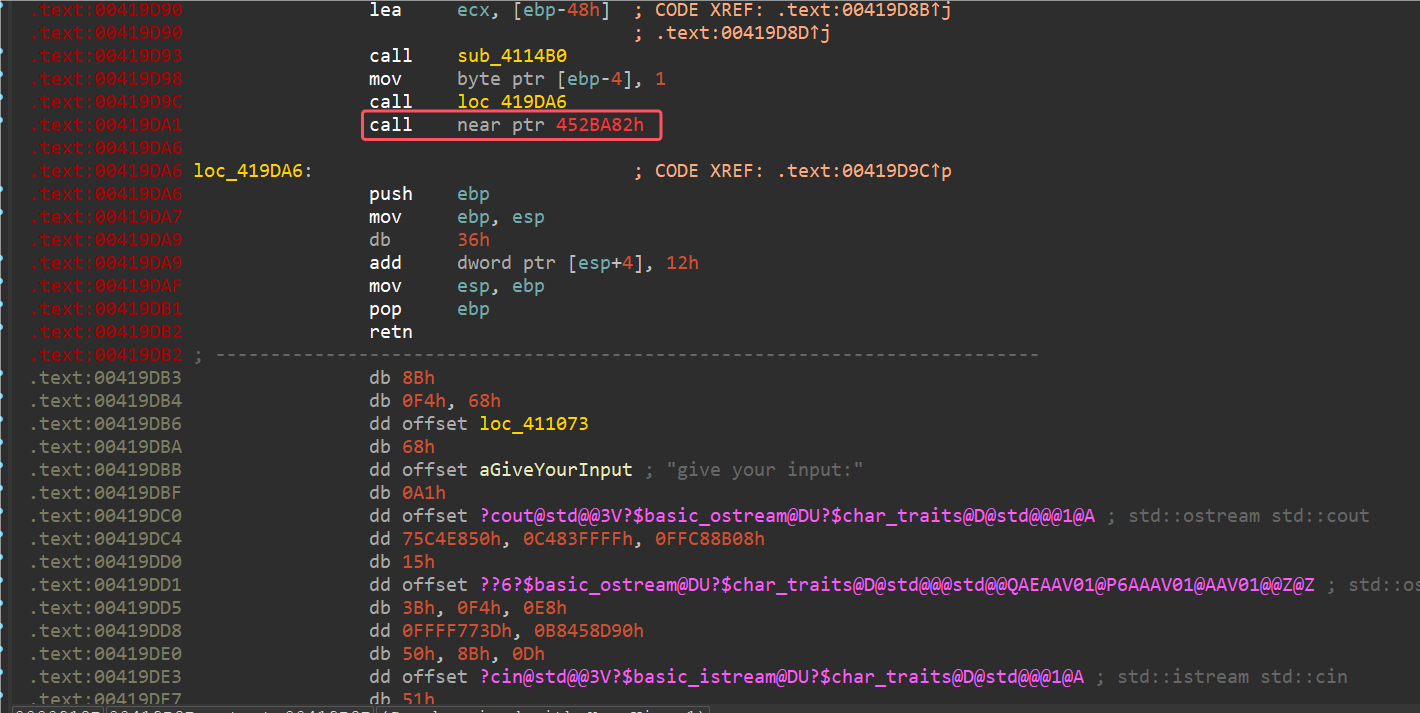 .text:00419D90 lea ecx, [ebp-48h] ; CODE XREF: .text:00419D8B↑j
.text:00419D90 ; .text:00419D8D↑j
.text:00419D93 call sub_4114B0
.text:00419D98 mov byte ptr [ebp-4], 1
.text:00419D9C call loc_419DA6
.text:00419DA1 call near ptr 452BA82h
.text:00419DA6
.text:00419DA6 loc_419DA6: ; CODE XREF: .text:00419D9C↑p
.text:00419DA6 push ebp
.text:00419DA7 mov ebp, esp
.text:00419DA9 db 36h
.text:00419DA9 add dword ptr [esp+4], 12h
.text:00419DAF mov esp, ebp
.text:00419DB1 pop ebp
.text:00419DB2 retn
.text:00419DB2 ; ---------------------------------------------------------------------------
.text:00419DB3 db 8Bh
.text:00419DB4 db 0F4h, 68h
.text:00419DB6 dd offset loc_411073
.text:00419DBA db 68h
.text:00419DBB dd offset aGiveYourInput ; "give your input:"
.text:00419DBF db 0A1h
.text:00419DC0 dd offset ?cout@std@@3V?$basic_ostream@DU?$char_traits@D@std@@@1@A ; std::ostream std::cout
.text:00419DC4 dd 75C4E850h, 0C483FFFFh, 0FFC88B08h
.text:00419DD0 db 15h
.text:00419DD1 dd offset ??6?$basic_ostream@DU?$char_traits@D@std@@@std@@QAEAAV01@P6AAAV01@AAV01@@Z@Z ; std::os
.text:00419DD5 db 3Bh, 0F4h, 0E8h
.text:00419DD8 dd 0FFFF773Dh, 0B8458D90h
.text:00419DE0 db 50h, 8Bh, 0Dh
.text:00419DE3 dd offset ?cin@std@@3V?$basic_istream@DU?$char_traits@D@std@@@1@A ; std::istream std::cin
.text:00419DE7 db 51h